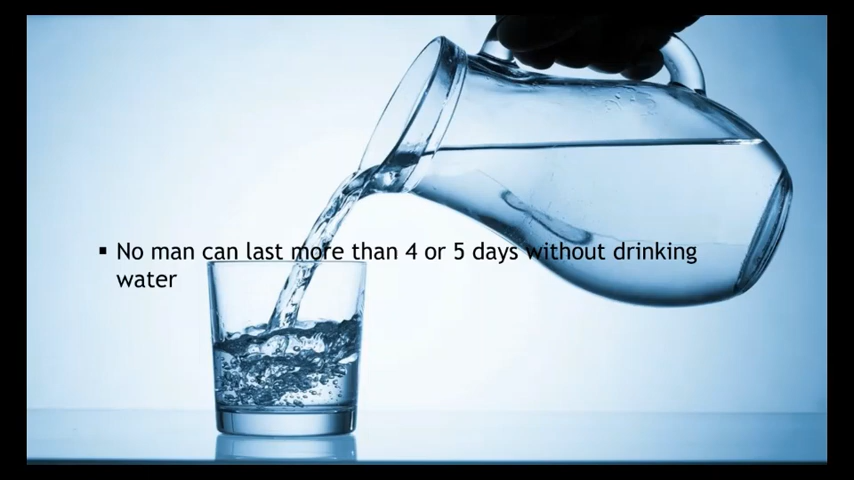 ▪ No man can last more than 4 or 5 days without drinking
water